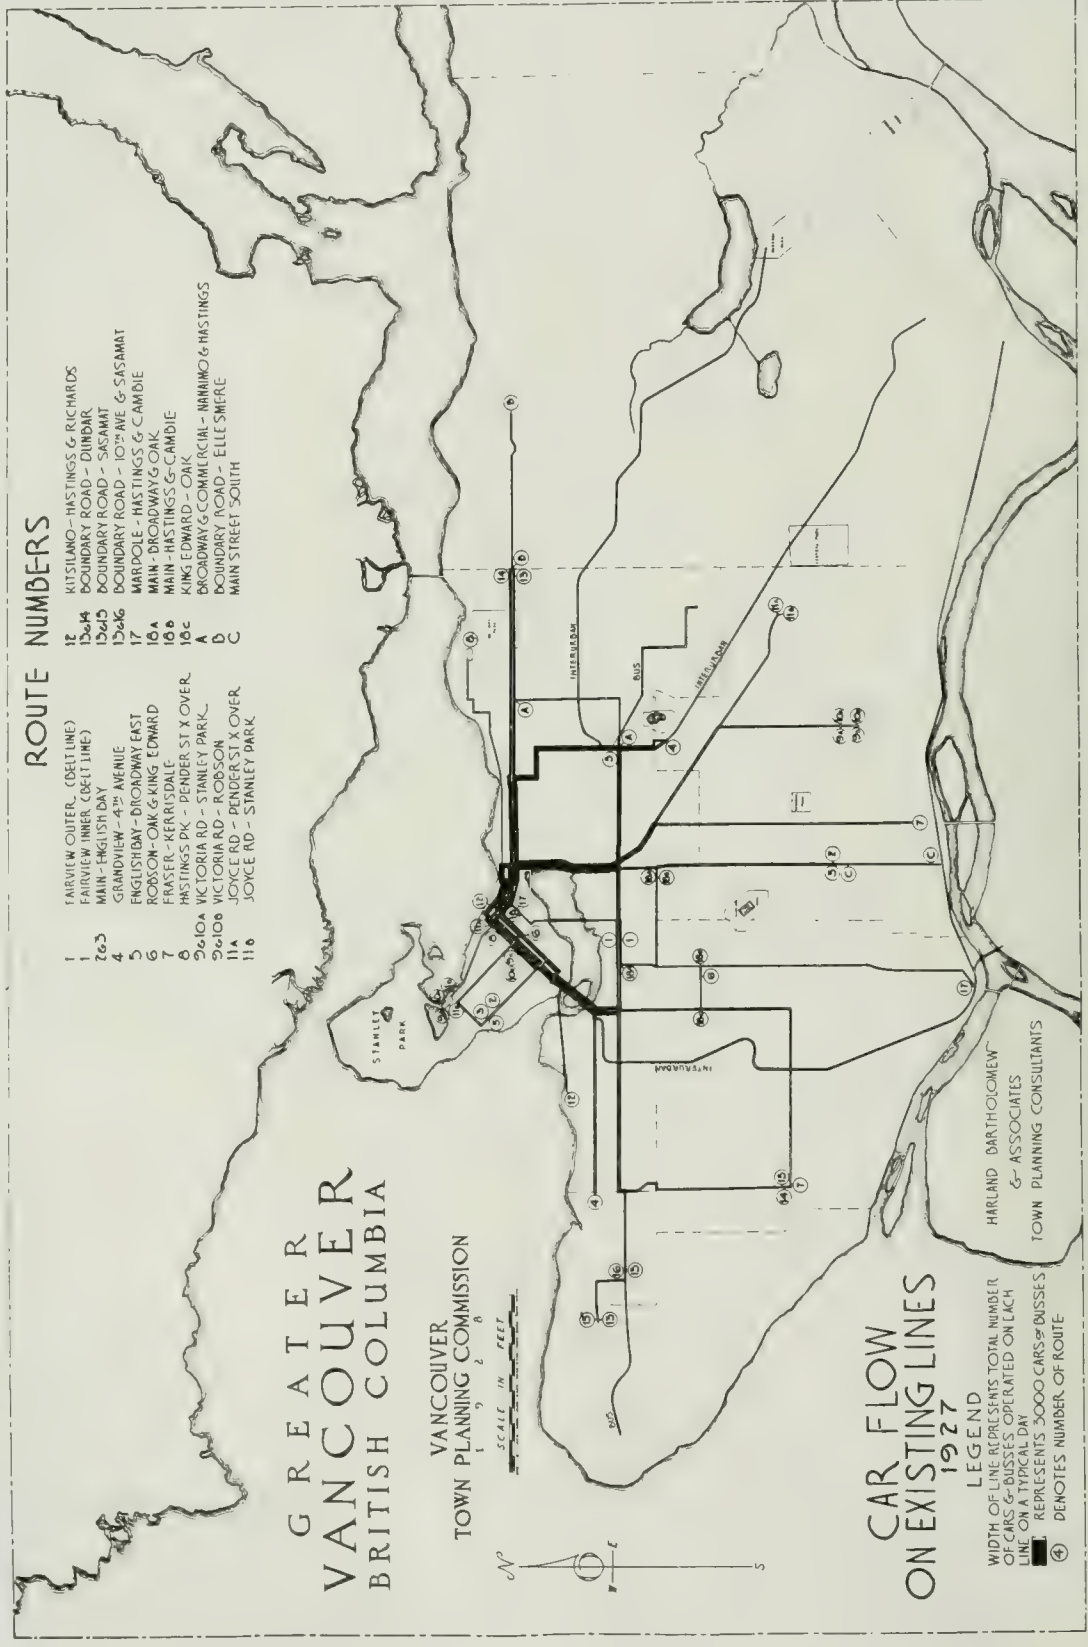 GREATER
VANCOUVER
BRITISH COLUMBIA
VANCOUVER
TOWN PLANNING COMMISSION
1928
SCALE IN FEET
N
W E
S
ROUTE NUMBERS
1 FAIRVIEW OUTER (BELT LINE)
1 FAIRVIEW INNER (BELT LINE)
2&3 MAIN - ENGLISH BAY
4 GRANDVIEW - 4TH AVENUE
5 ENGLISH BAY - BROADWAY EAST
6 ROBSON - OAK & KING EDWARD
7 FRASER - KERRISDALE
8 HASTINGS PK - PENDER ST X OVER
9&10A VICTORIA RD - STANLEY PARK
9&10B VICTORIA RD - ROBSON
11A JOYCE RD - PENDER ST X OVER
11B JOYCE RD - STANLEY PARK
12 KITSILANO - HASTINGS & RICHARDS
13&14 BOUNDARY ROAD - DUNBAR
13&15 BOUNDARY ROAD - SASAMAT
13&16 BOUNDARY ROAD - 10TH AVE & SASAMAT
17 MARPOLE - HASTINGS & CAMBIE
18A MAIN - BROADWAY & OAK
18B MAIN - HASTINGS & CAMBIE
18C KING EDWARD - OAK
A BROADWAY & COMMERCIAL - NANAIMO & HASTINGS
B BOUNDARY ROAD - ELLESMERE
C MAIN STREET SOUTH
STANLEY
PARK
INTERURBAN
BUS
INTERURBAN
INTERURBAN
BUS
CAR FLOW
ON EXISTING LINES
1927
LEGEND
WIDTH OF LINE REPRESENTS TOTAL NUMBER
OF CARS & BUSSES OPERATED ON EACH
LINE ON A TYPICAL DAY
REPRESENTS 3000 CARS or BUSSES
4 DENOTES NUMBER OF ROUTE
HARLAND BARTHOLOMEW
& ASSOCIATES
TOWN PLANNING CONSULTANTS